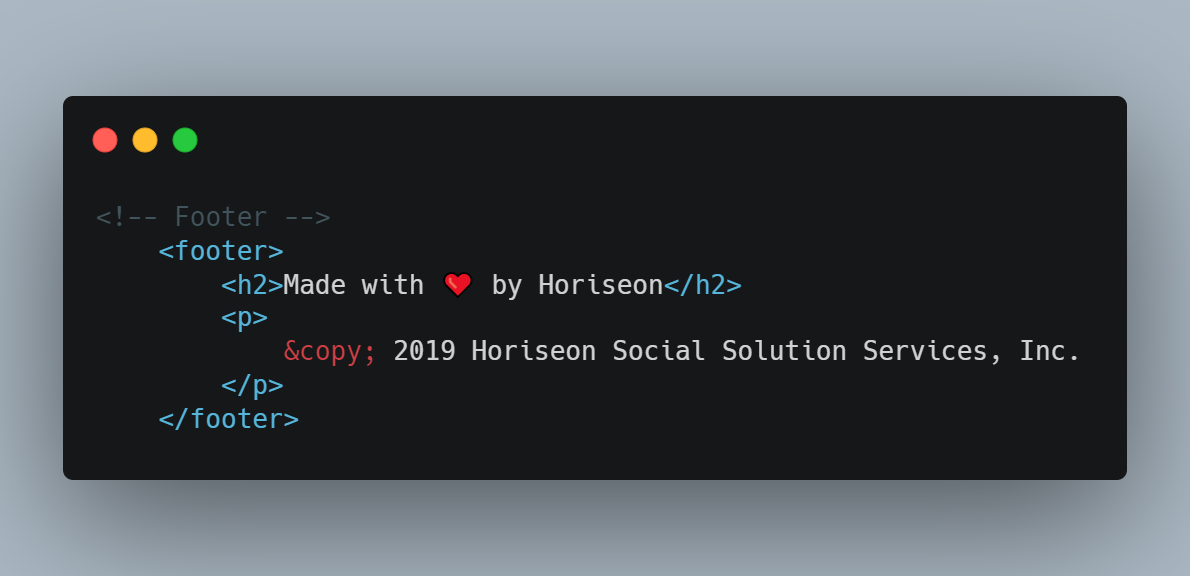 <!-- Footer -->
    <footer>
        <h2>Made with ❤️ by Horiseon</h2>
        <p>
            &copy; 2019 Horiseon Social Solution Services, Inc.
        </p>
    </footer>